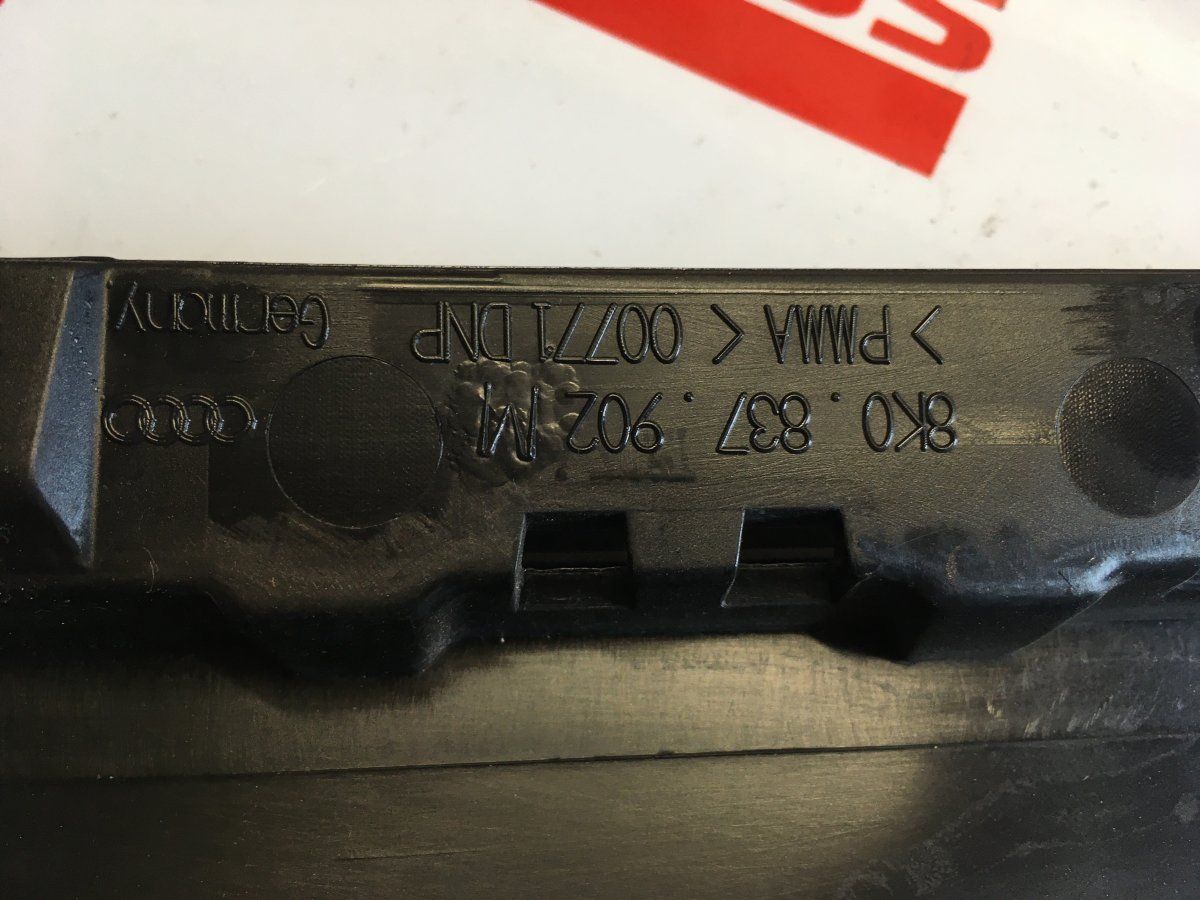 8K0 . 837 . 902 M
< PMMA > 00771 DNP Germany